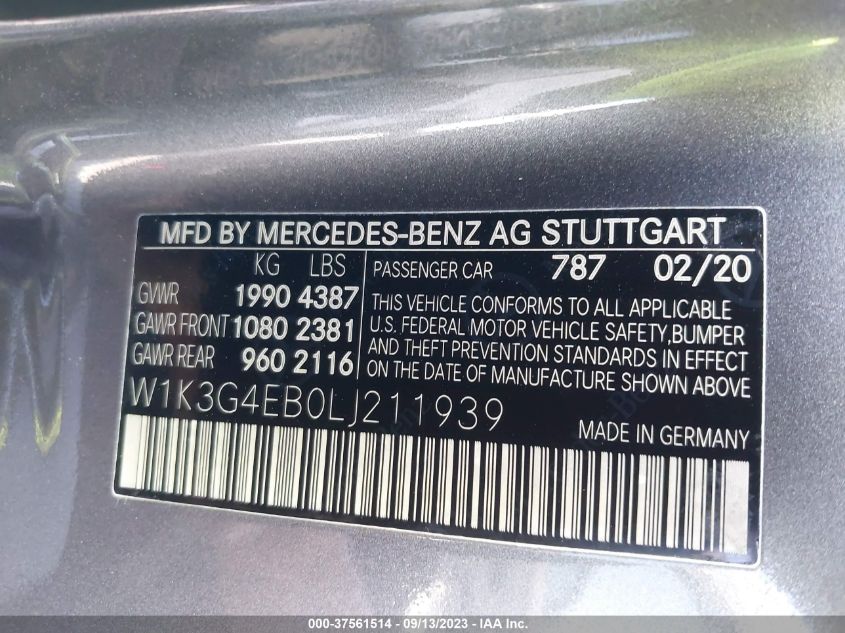 MFD BY MERCEDES-BENZ AG STUTTGART
KG LBS
GVWR 1990 4387
GAWR FRONT 1080 2381
GAWR REAR 960 2116
PASSENGER CAR 787 02/20
THIS VEHICLE CONFORMS TO ALL APPLICABLE
U.S. FEDERAL MOTOR VEHICLE SAFETY,BUMPER
AND THEFT PREVENTION STANDARDS IN EFFECT
ON THE DATE OF MANUFACTURE SHOWN ABOVE
W1K3G4EB0LJ211939
MADE IN GERMANY
000-37561514 - 09/13/2023 - IAA Inc.